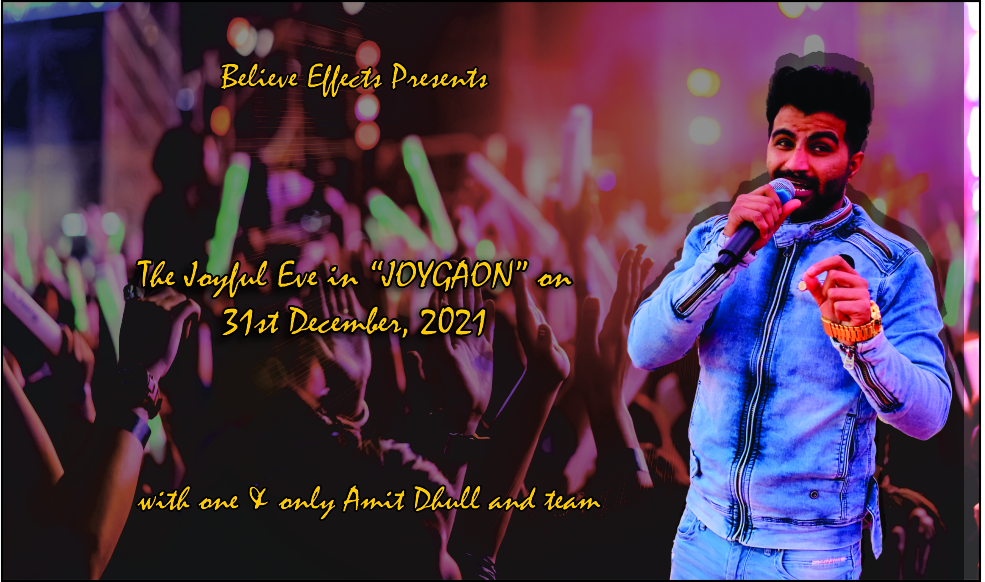 Believe Effects Presents
The Joyful Eve in “JOYGAON” on
31st December, 2021
with one & only Amit Dhull and team